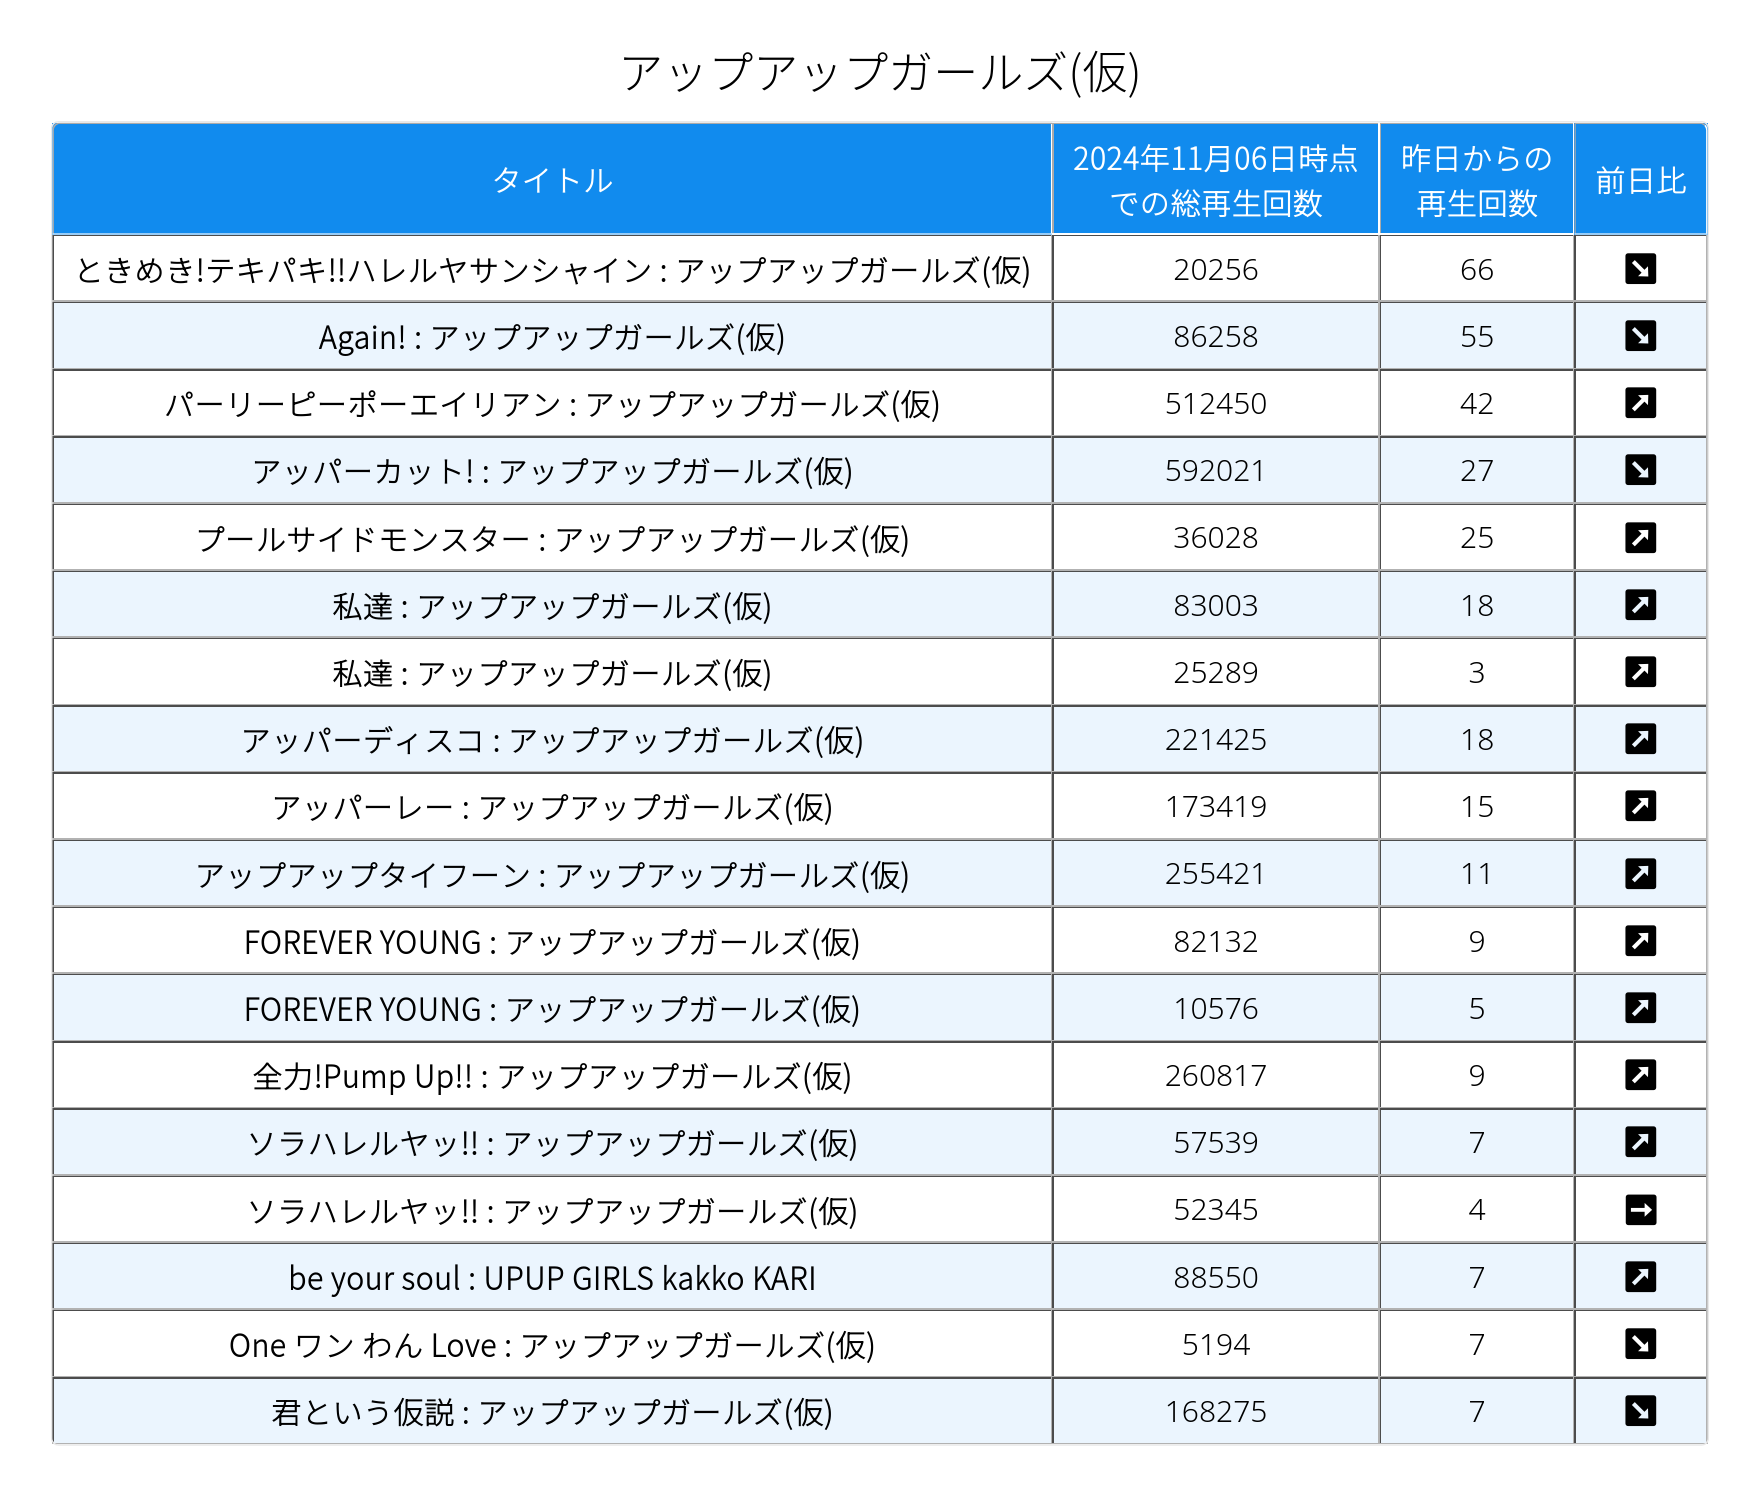 アップアップガールズ(仮)
タイトル 2024年11月06日時点での総再生回数 昨日からの再生回数 前日比
ときめき!テキパキ!!ハレルヤサンシャイン : アップアップガールズ(仮) 20256 66 ↘
Again! : アップアップガールズ(仮) 86258 55 ↘
パーリーピーポーエイリアン : アップアップガールズ(仮) 512450 42 ↗
アッパーカット! : アップアップガールズ(仮) 592021 27 ↘
プールサイドモンスター : アップアップガールズ(仮) 36028 25 ↗
私達 : アップアップガールズ(仮) 83003 18 ↗
私達 : アップアップガールズ(仮) 25289 3 ↗
アッパーディスコ : アップアップガールズ(仮) 221425 18 ↗
アッパーレー : アップアップガールズ(仮) 173419 15 ↗
アップアップタイフーン : アップアップガールズ(仮) 255421 11 ↗
FOREVER YOUNG : アップアップガールズ(仮) 82132 9 ↗
FOREVER YOUNG : アップアップガールズ(仮) 10576 5 ↗
全力!Pump Up!! : アップアップガールズ(仮) 260817 9 ↗
ソラハレルヤッ!! : アップアップガールズ(仮) 57539 7 ↗
ソラハレルヤッ!! : アップアップガールズ(仮) 52345 4 →
be your soul : UPUP GIRLS kakko KARI 88550 7 ↗
One ワン わん Love : アップアップガールズ(仮) 5194 7 ↘
君という仮説 : アップアップガールズ(仮) 168275 7 ↘